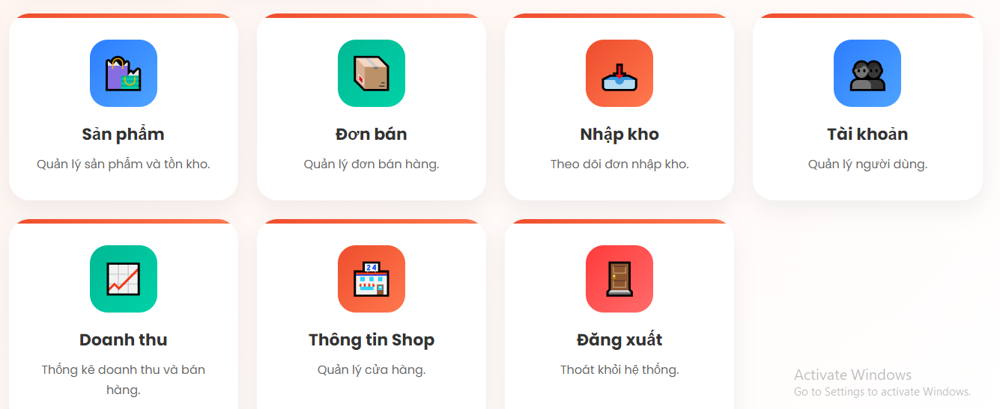 Sản phẩm
Quản lý sản phẩm và tồn kho.
Đơn bán
Quản lý đơn bán hàng.
Nhập kho
Theo dõi đơn nhập kho.
Tài khoản
Quản lý người dùng.
Doanh thu
Thống kê doanh thu và bán
hàng.
24
Thông tin Shop
Quản lý cửa hàng.
Đăng xuất
Thoát khỏi hệ thống.
Activate Windows
Go to Settings to activate Windows.